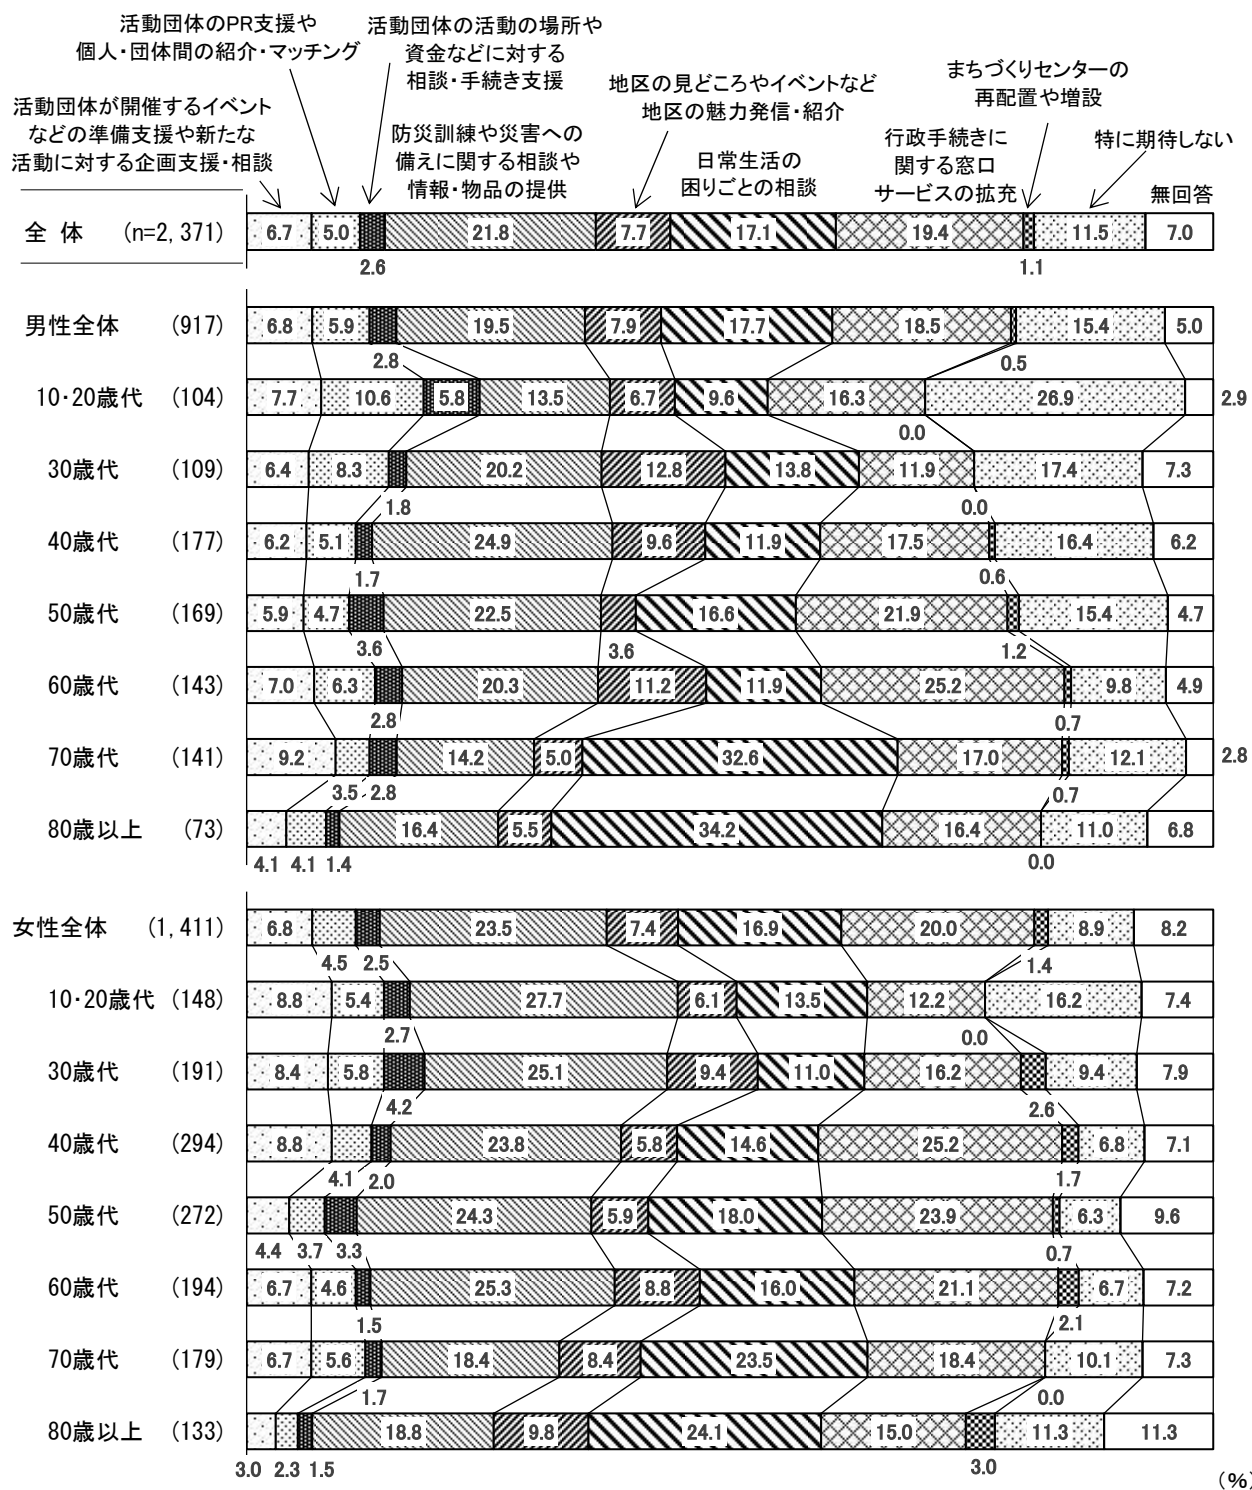 活動団体のPR支援や
個人・団体間の紹介・マッチング
活動団体の活動の場所や
資金などに対する
相談・手続き支援
活動団体が開催するイベント
などの準備支援や新たな
活動に対する企画支援・相談
防災訓練や災害への
備えに関する相談や
情報・物品の提供
地区の見どころやイベントなど
地区の魅力発信・紹介
日常生活の
困りごとの相談
行政手続きに
関する窓口
サービスの拡充
まちづくりセンターの
再配置や増設
特に期待しない
無回答
全 体 (n=2,371) 6.7 5.0 21.8 7.7 17.1 19.4 11.5 7.0
2.6 1.1
男性全体 (917) 6.8 5.9 19.5 7.9 17.7 18.5 15.4 5.0
2.8 0.5
10・20歳代 (104) 7.7 10.6 5.8 13.5 6.7 9.6 16.3 26.9 2.9
0.0
30歳代 (109) 6.4 8.3 20.2 12.8 13.8 11.9 17.4 7.3
1.8 0.0
40歳代 (177) 6.2 5.1 24.9 9.6 11.9 17.5 16.4 6.2
1.7 0.6
50歳代 (169) 5.9 4.7 22.5 16.6 21.9 15.4 4.7
3.6 3.6 1.2
60歳代 (143) 7.0 6.3 20.3 11.2 11.9 25.2 9.8 4.9
2.8 0.7
70歳代 (141) 9.2 14.2 5.0 32.6 17.0 12.1 2.8
3.5 2.8 0.7
80歳以上 (73) 16.4 5.5 34.2 16.4 11.0 6.8
4.1 4.1 1.4 0.0
女性全体 (1,411) 6.8 23.5 7.4 16.9 20.0 8.9 8.2
4.5 2.5 1.4
10・20歳代 (148) 8.8 5.4 27.7 6.1 13.5 12.2 16.2 7.4
2.7 0.0
30歳代 (191) 8.4 5.8 25.1 9.4 11.0 16.2 9.4 7.9
4.2 2.6
40歳代 (294) 8.8 23.8 5.8 14.6 25.2 6.8 7.1
4.1 2.0 1.7
50歳代 (272) 24.3 5.9 18.0 23.9 6.3 9.6
4.4 3.7 3.3 0.7
60歳代 (194) 6.7 4.6 25.3 8.8 16.0 21.1 6.7 7.2
1.5 2.1
70歳代 (179) 6.7 5.6 18.4 8.4 23.5 18.4 10.1 7.3
1.7 0.0
80歳以上 (133) 18.8 9.8 24.1 15.0 11.3 11.3
3.0 2.3 1.5 3.0
(%)